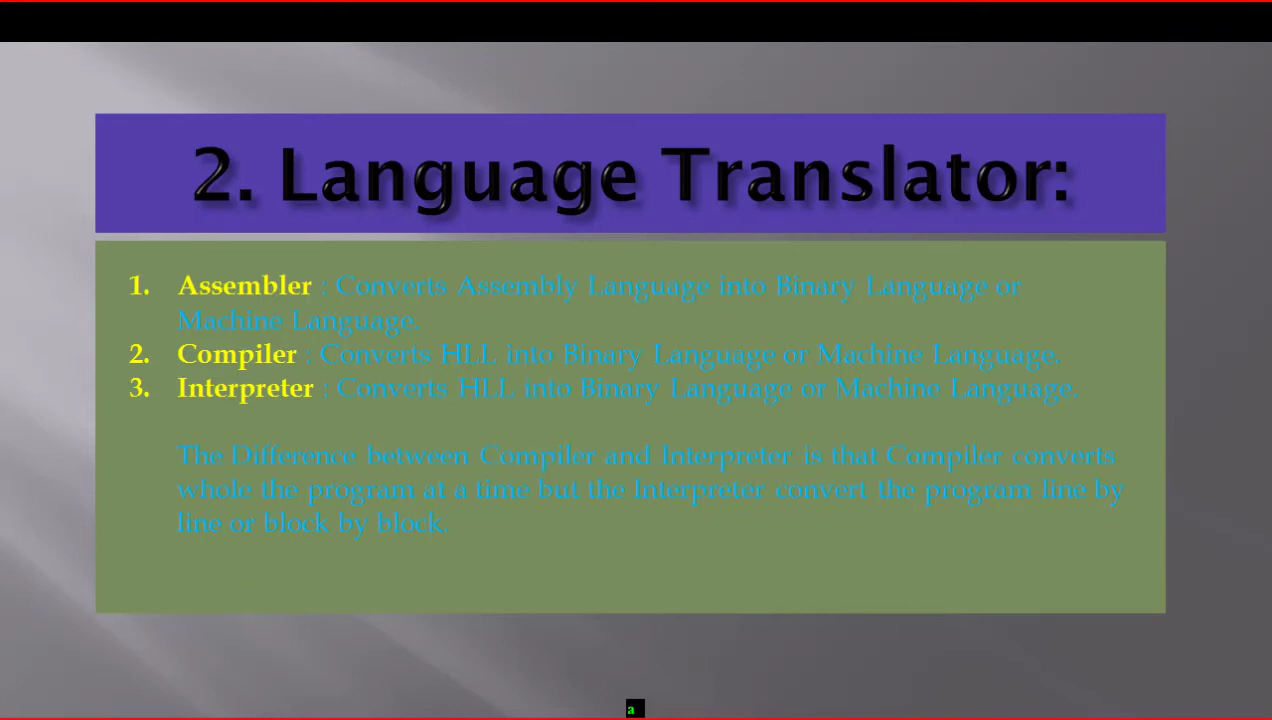 2. Language Translator:
1. Assembler : Converts Assembly Language into Binary Language or
Machine Language.
2. Compiler : Converts HLL into Binary Language or Machine Language.
3. Interpreter : Converts HLL into Binary Language or Machine Language.
The Difference between Compiler and Interpreter is that Compiler converts
whole the program at a time but the Interpreter convert the program line by
line or block by block.
a